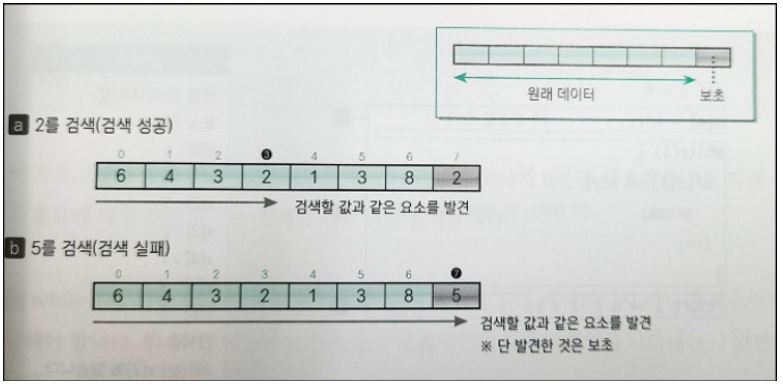 원래 데이터
보초
a 2를 검색(검색 성공)
0 1 2 ❸ 4 5 6 7
6 4 3 2 1 3 8 2
검색할 값과 같은 요소를 발견
b 5를 검색(검색 실패)
0 1 2 3 4 5 6 ❼
6 4 3 2 1 3 8 5
검색할 값과 같은 요소를 발견
※ 단 발견한 것은 보초